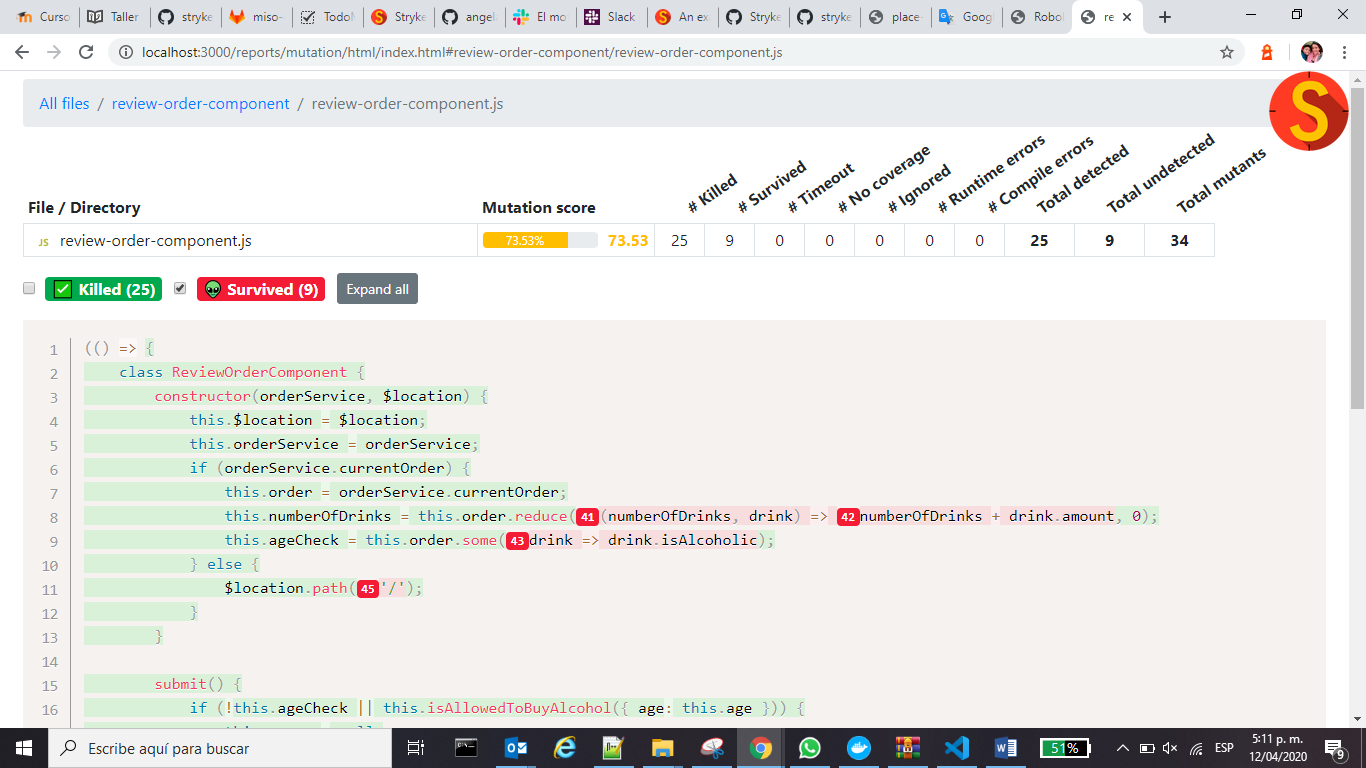 Curso
Taller
stryke
miso-
TodoM
Stryke
angela
El mo
Slack
An exa
Stryke
stryke
place-
Goog
Robo
re
localhost:3000/reports/mutation/html/index.html#review-order-component/review-order-component.js
All files / review-order-component / review-order-component.js
S
File / Directory
Mutation score
# Killed
# Survived
# Timeout
# No coverage
# Ignored
# Runtime errors
# Compile errors
Total detected
Total undetected
Total mutants
JS review-order-component.js 73.53% 73.53 25 9 0 0 0 0 0 25 9 34
Killed (25) Survived (9) Expand all
1 (() => {
2 class ReviewOrderComponent {
3 constructor(orderService, $location) {
4 this.$location = $location;
5 this.orderService = orderService;
6 if (orderService.currentOrder) {
7 this.order = orderService.currentOrder;
8 this.numberOfDrinks = this.order.reduce(41(numberOfDrinks, drink) => 42numberOfDrinks + drink.amount, 0);
9 this.ageCheck = this.order.some(43drink => drink.isAlcoholic);
10 } else {
11 $location.path(45'/');
12 }
13 }
14
15 submit() {
16 if (!this.ageCheck || this.isAllowedToBuyAlcohol({ age: this.age })) {
Escribe aquí para buscar
51%
ESP
5:11 p. m.
12/04/2020
9